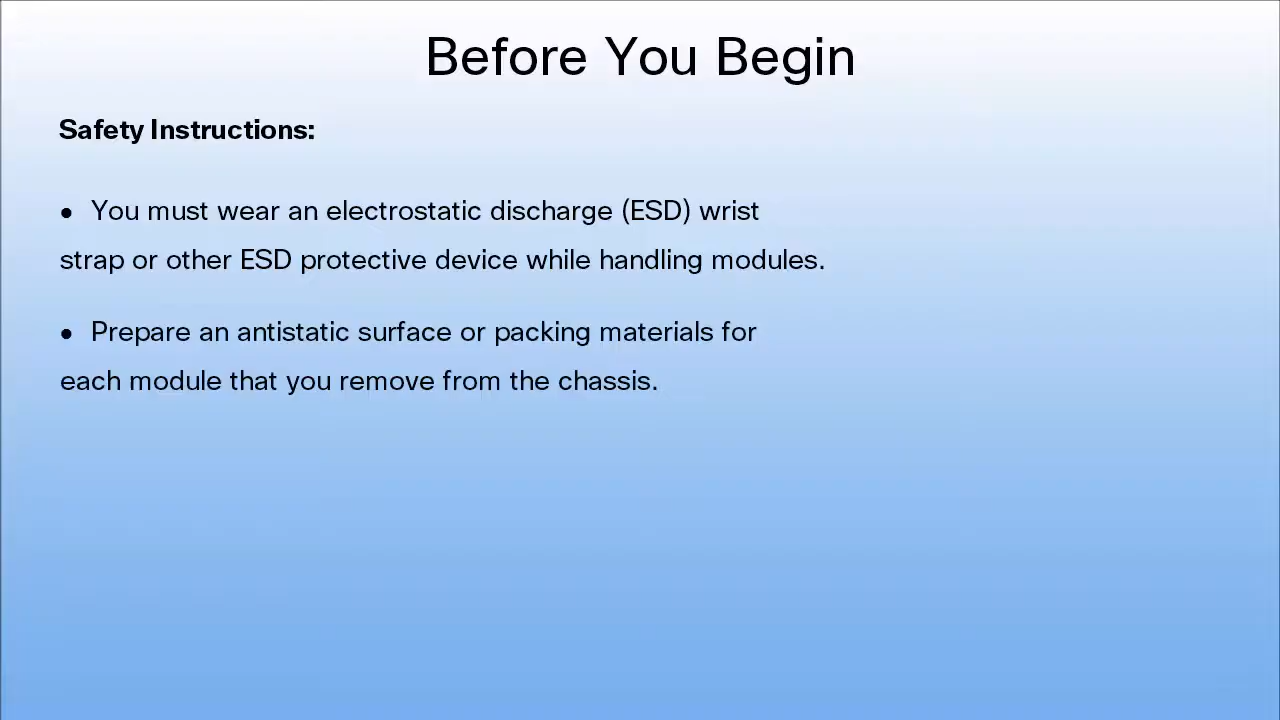 Before You Begin
Safety Instructions:
• You must wear an electrostatic discharge (ESD) wrist
strap or other ESD protective device while handling modules.
• Prepare an antistatic surface or packing materials for
each module that you remove from the chassis.